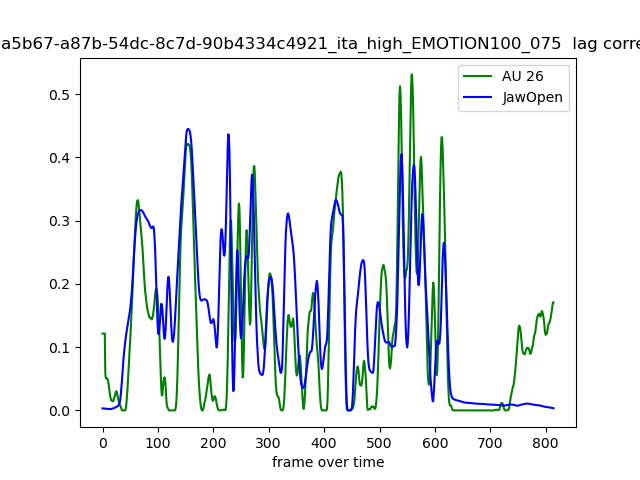 a5b67-a87b-54dc-8c7d-90b4334c4921_ita_high_EMOTION100_075 lag corre
AU 26
JawOpen
0.5
0.4
0.3
0.2
0.1
0.0
0 100 200 300 400 500 600 700 800
frame over time